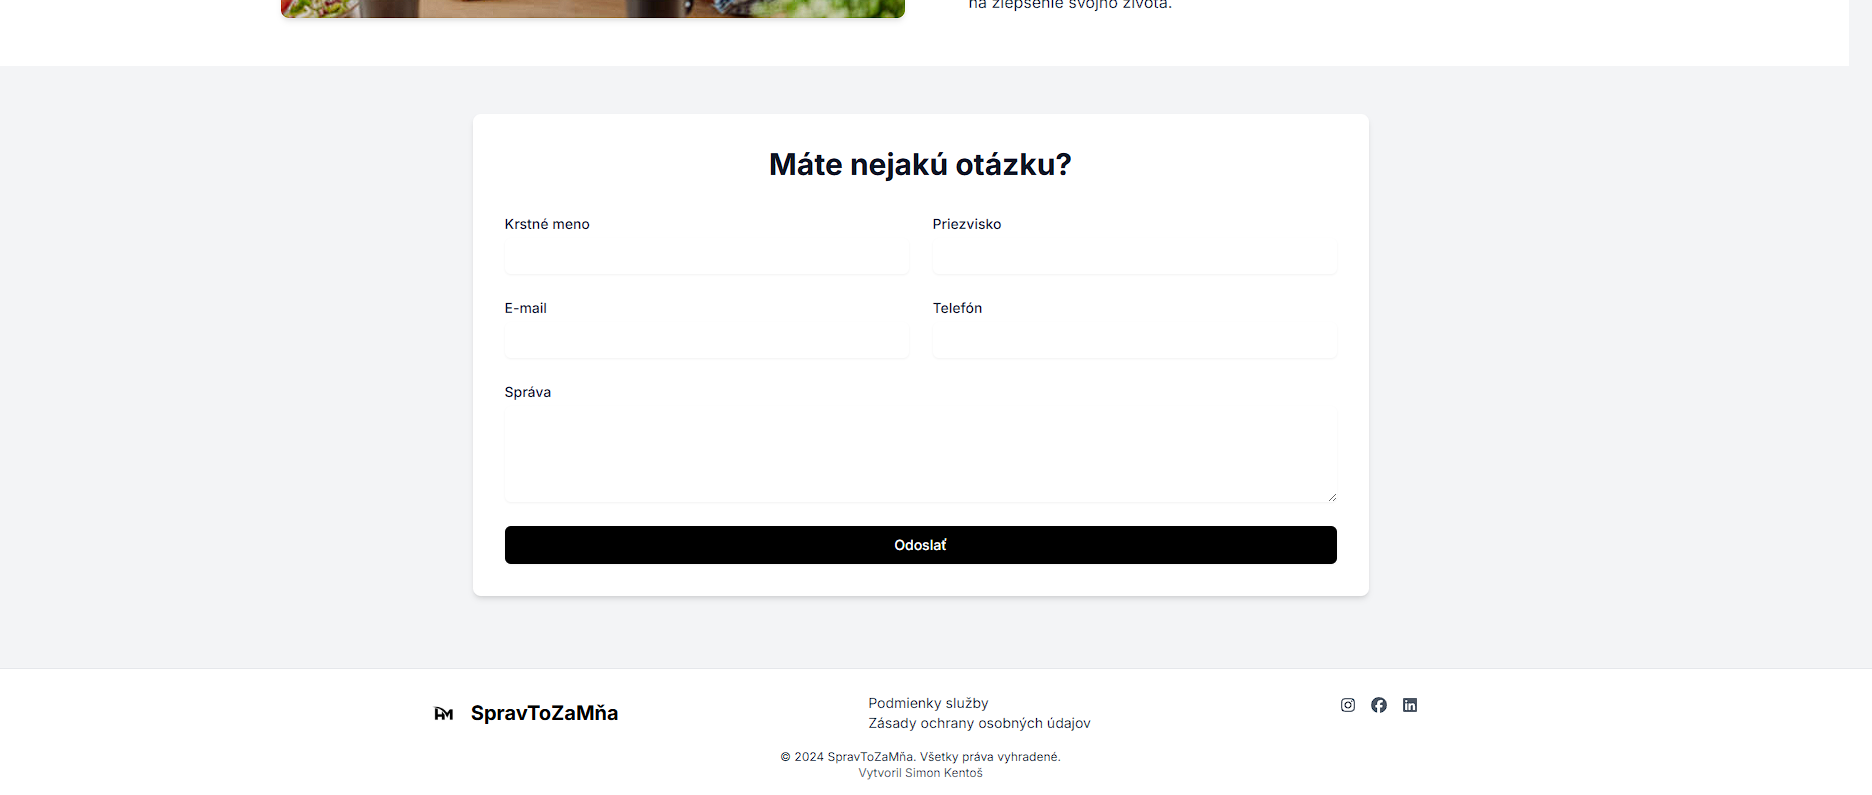 na zlepšenie svojho života.
Máte nejakú otázku?
Krstné meno
Priezvisko
E-mail
Telefón
Správa
Odoslať
SpravToZaMňa
Podmienky služby
Zásady ochrany osobných údajov
© 2024 SpravToZaMňa. Všetky práva vyhradené.
Vytvoril Simon Kentoš